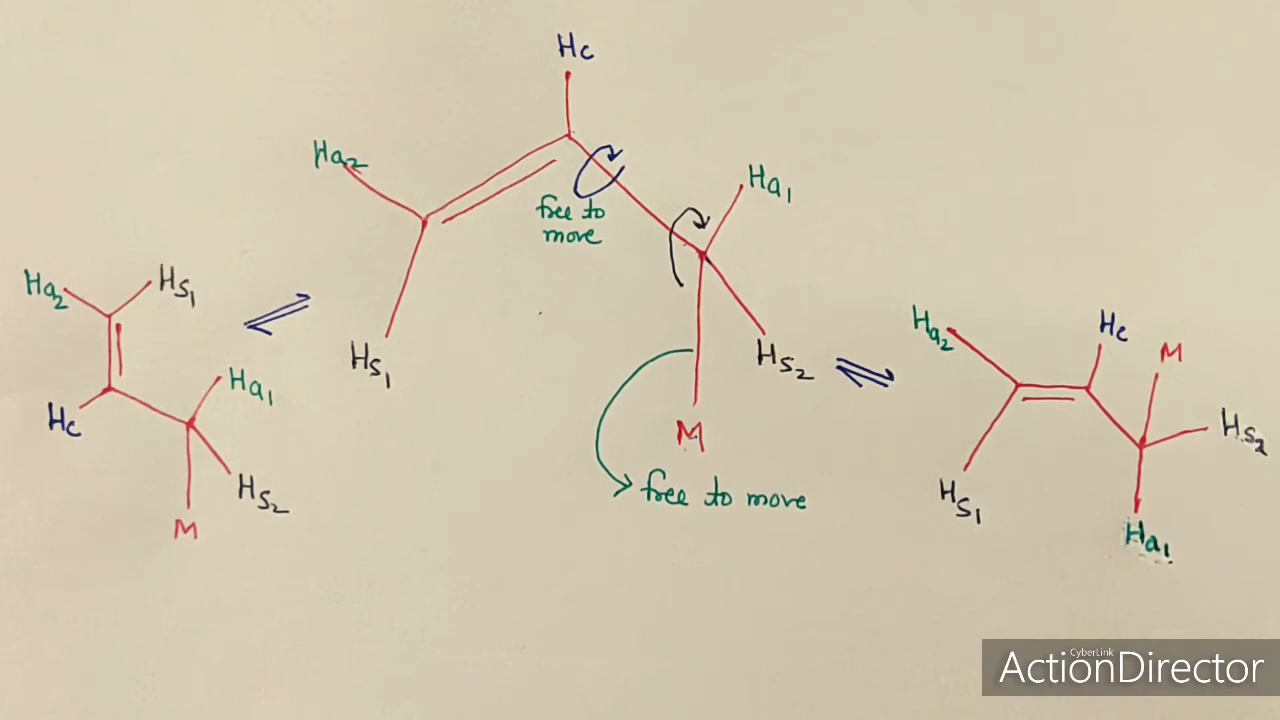 Hc
Ha2
Ha1
free to
move
Ha2
HS1
HS1
HS2
Ha2
Hc
M
Ha1
Hc
M
HS2
HS2
M
free to move
HS1
Ha1
CyberLink
ActionDirector